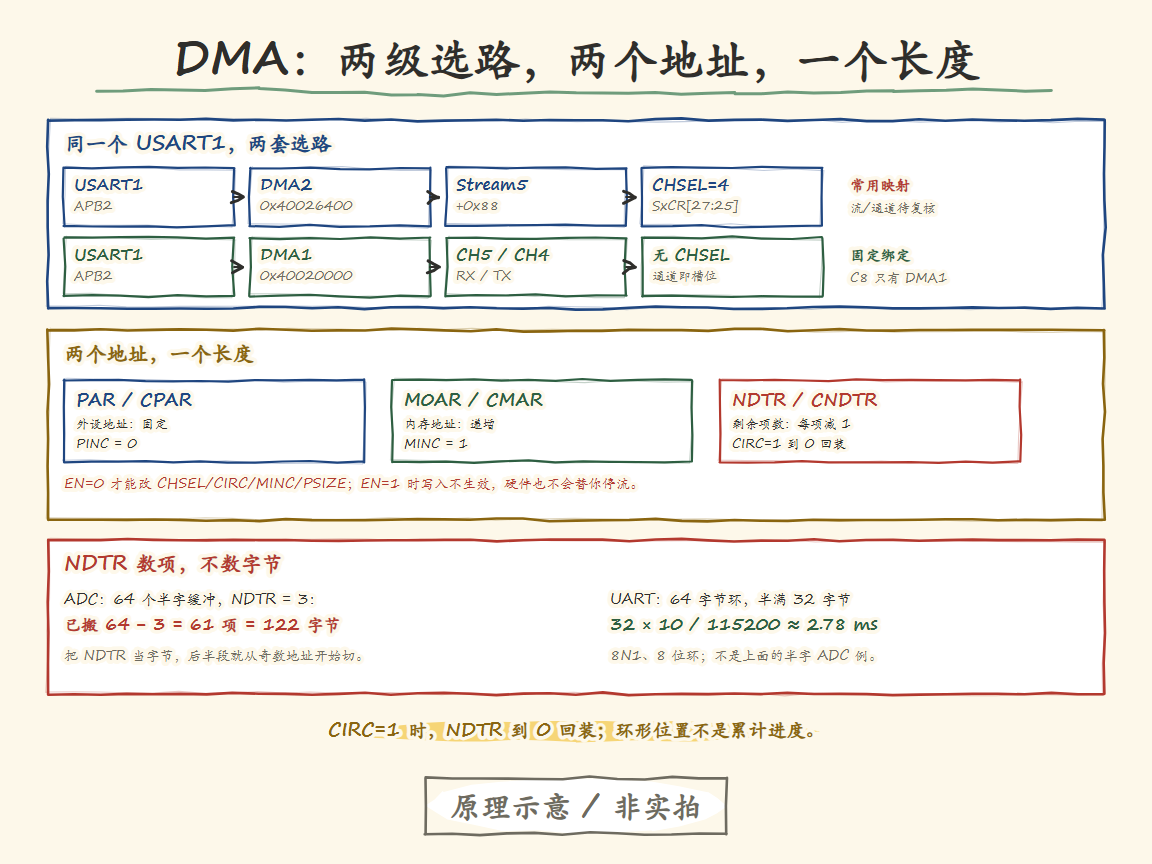 DMA：两级选路，两个地址，一个长度
同一个 USART1，两套选路
USART1
APB2
DMA2
0x40026400
Stream5
+0x88
CHSEL=4
SxCR[27:25]
常用映射
流/通道待复核
USART1
APB2
DMA1
0x40020000
CH5 / CH4
RX / TX
无 CHSEL
通道即槽位
固定绑定
C8 只有 DMA1
两个地址，一个长度
PAR / CPAR
外设地址：固定
PINC = 0
M0AR / CMAR
内存地址：递增
MINC = 1
NDTR / CNDTR
剩余项数：每项减 1
CIRC=1 到 0 回装
EN=0 才能改 CHSEL/CIRC/MINC/PSIZE；EN=1 时写入不生效，硬件也不会替你停流。
NDTR 数项，不数字节
ADC：64 个半字缓冲，NDTR = 3：
已搬 64 − 3 = 61 项 = 122 字节
把 NDTR 当字节，后半段就从奇数地址开始切。
UART：64 字节环，半满 32 字节
32 × 10 / 115200 ≈ 2.78 ms
8N1、8 位环；不是上面的半字 ADC 例。
CIRC=1 时，NDTR 到 0 回装；环形位置不是累计进度。
原理示意 / 非实拍